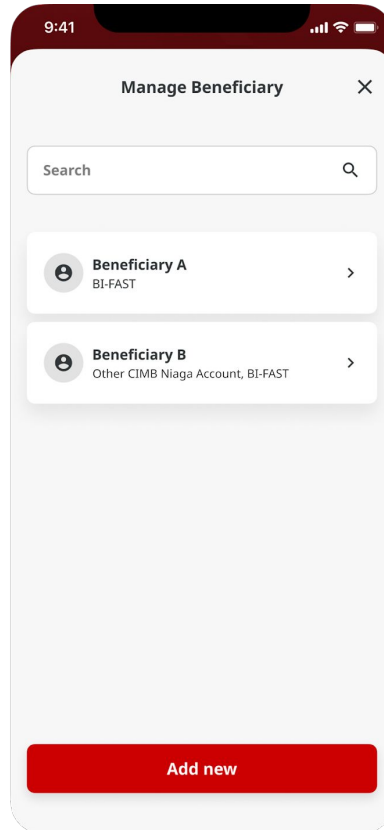 9:41
Manage Beneficiary
Search
Beneficiary A
BI-FAST
Beneficiary B
Other CIMB Niaga Account, BI-FAST
Add new